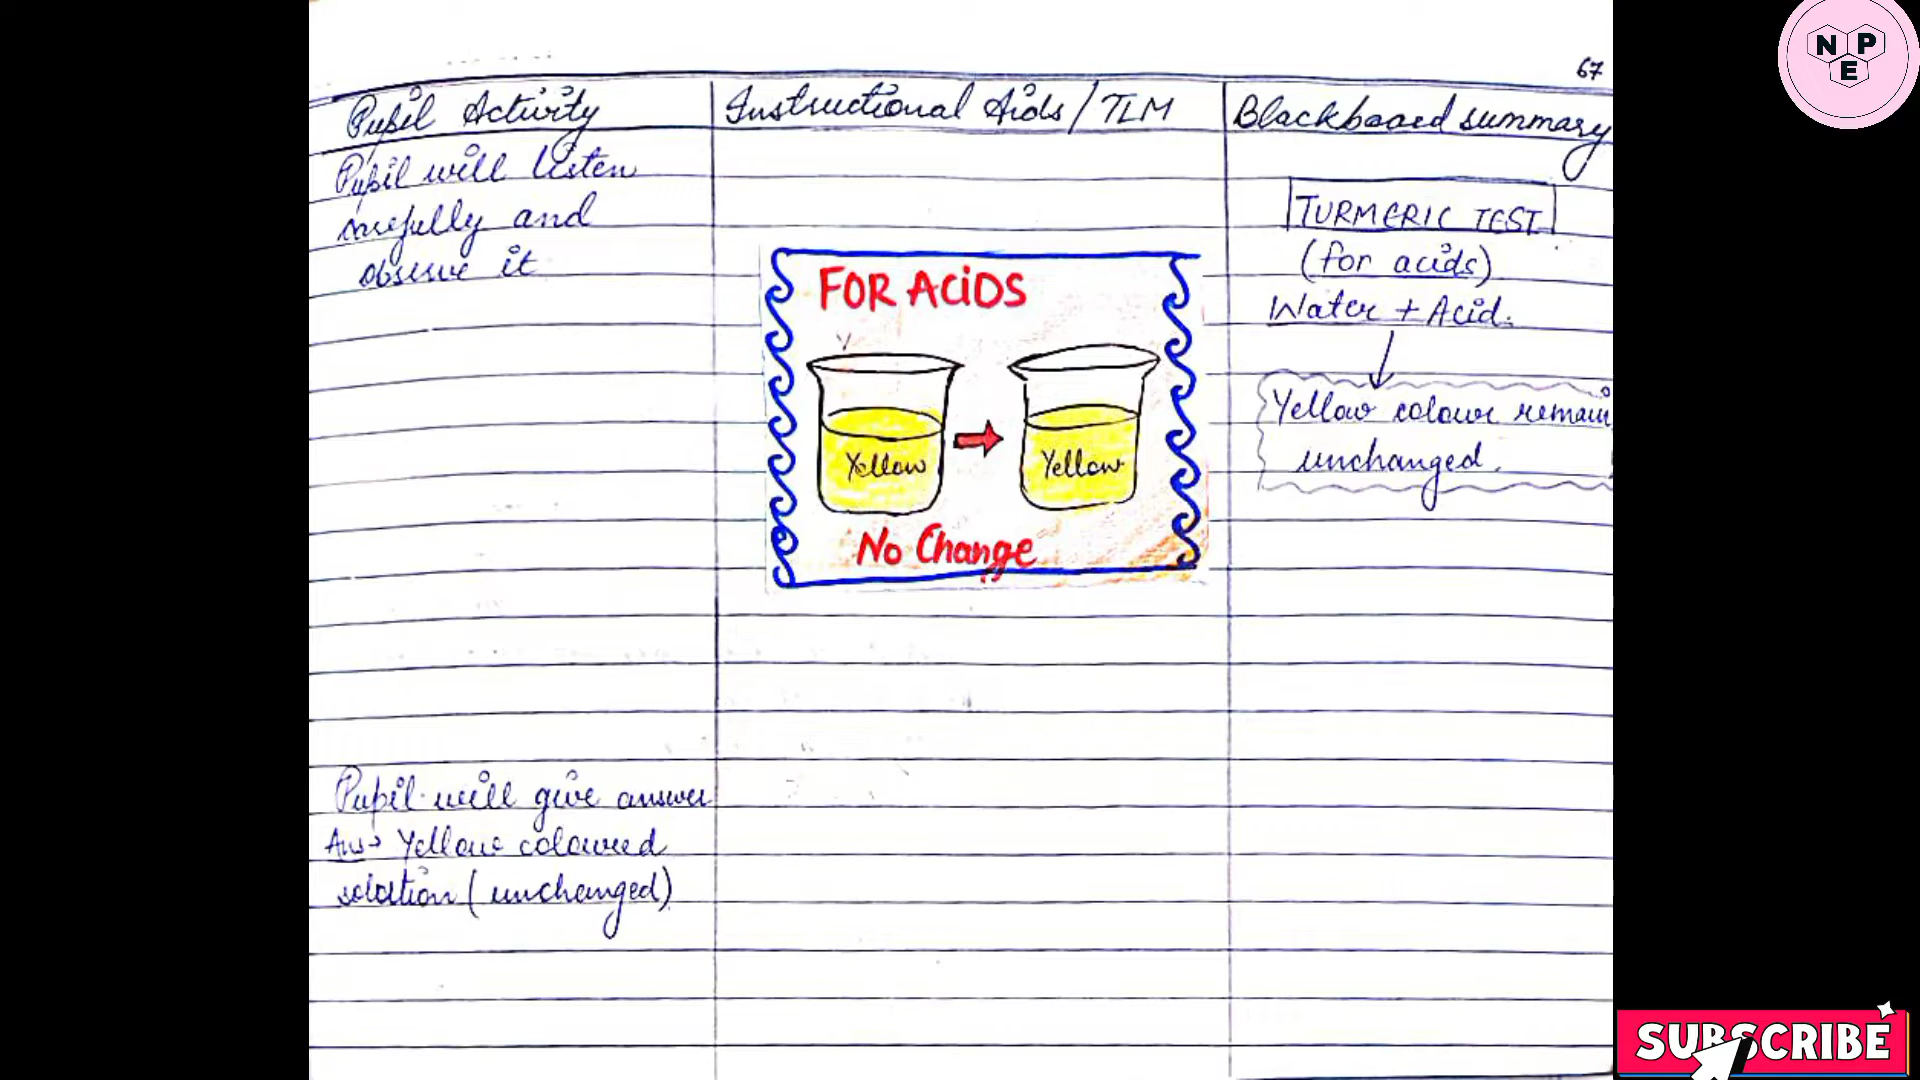 67
Pupil Activity
Pupil will listen
carefully and
observe it
Pupil will give answer
Ans→ Yellow coloured
solution (unchanged)
Instructional Aids / TLM
FOR ACiDS
Yellow
Yellow
No Change
Blackboard summary
TURMERIC TEST
(for acids)
Water + Acid.
Yellow colour remain
unchanged.
N P
E
SUBSCRIBE